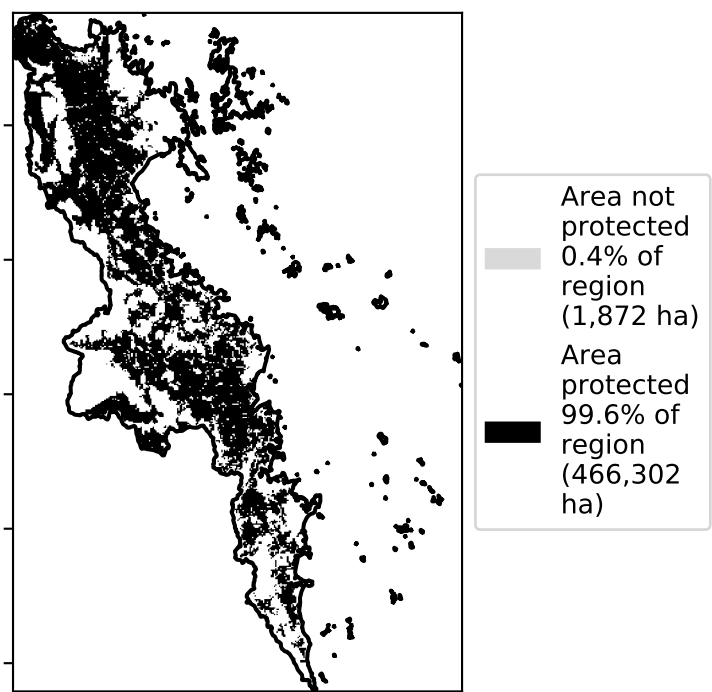 Area not
protected
0.4% of
region
(1,872 ha)
Area
protected
99.6% of
region
(466,302
ha)